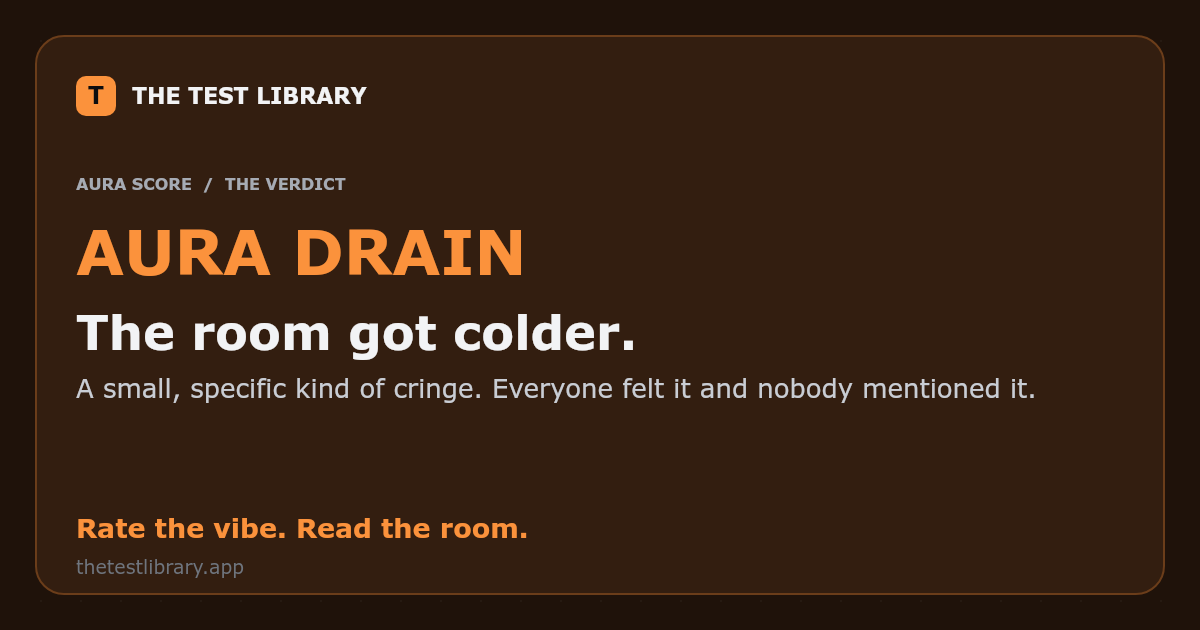 T THE TEST LIBRARY
AURA SCORE / THE VERDICT
AURA DRAIN
The room got colder.
A small, specific kind of cringe. Everyone felt it and nobody mentioned it.
Rate the vibe. Read the room.
thetestlibrary.app